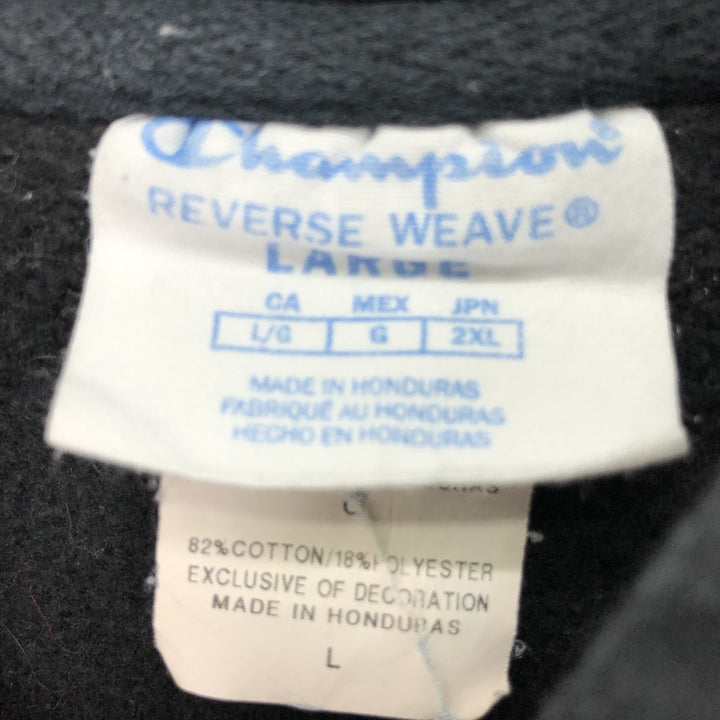 Champion
REVERSE WEAVE®
LARGE
CA MEX JPN
L/G G 2XL
MADE IN HONDURAS
FABRIQUÉ AU HONDURAS
HECHO EN HONDURAS
82%COTTON/18%POLYESTER
EXCLUSIVE OF DECORATION
MADE IN HONDURAS
L